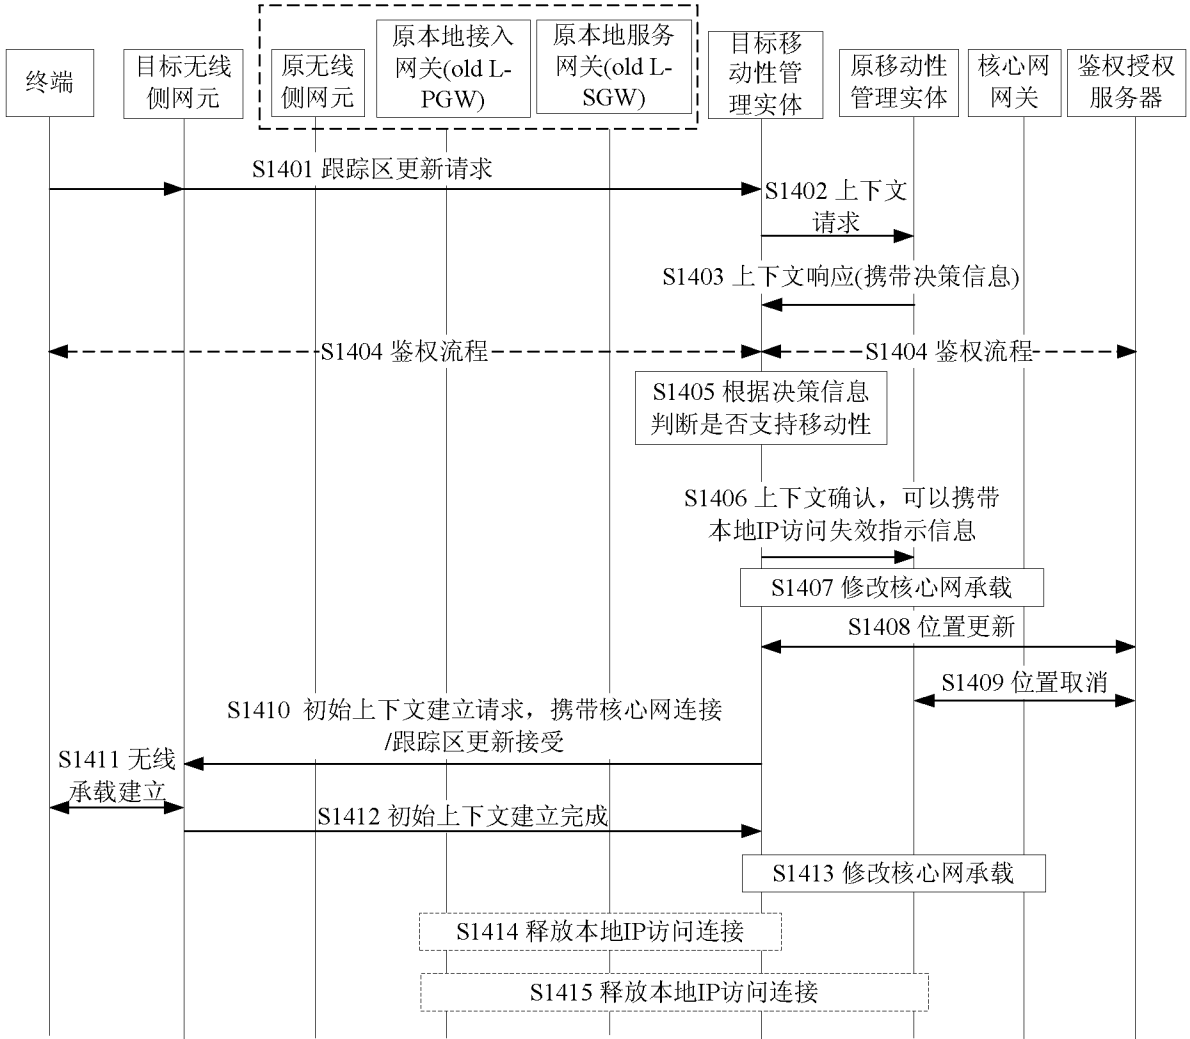 终端
目标无线
侧网元
原无线
侧网元
原本地接入
网关(old L-
PGW)
原本地服务
网关(old L-
SGW)
目标移
动性管
理实体
原移动性
管理实体
核心网
网关
鉴权授权
服务器
S1401 跟踪区更新请求
S1402 上下文
请求
S1403 上下文响应(携带决策信息)
S1404 鉴权流程
S1404 鉴权流程
S1405 根据决策信息
判断是否支持移动性
S1406 上下文确认，可以携带
本地IP访问失效指示信息
S1407 修改核心网承载
S1408 位置更新
S1409 位置取消
S1410 初始上下文建立请求，携带核心网连接
/跟踪区更新接受
S1411 无线
承载建立
S1412 初始上下文建立完成
S1413 修改核心网承载
S1414 释放本地IP访问连接
S1415 释放本地IP访问连接